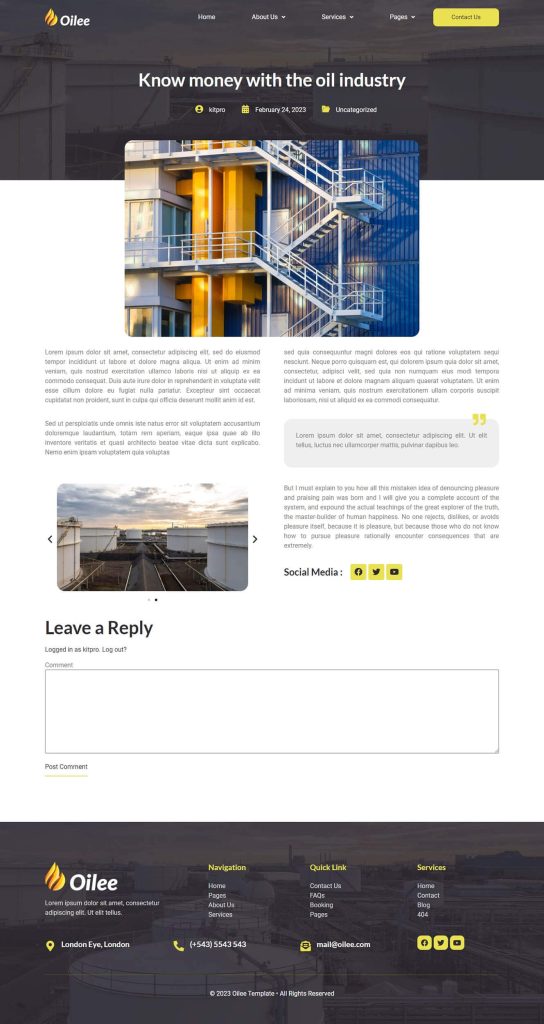 Oilee
Home
About Us
Services
Pages
Contact Us
Know money with the oil industry
kitpro
February 24, 2023
Uncategorized
Lorem ipsum dolor sit amet, consectetur adipiscing elit, sed do eiusmod
tempor incididunt ut labore et dolore magna aliqua. Ut enim ad minim
veniam, quis nostrud exercitation ullamco laboris nisi ut aliquip ex ea
commodo consequat. Duis aute irure dolor in reprehenderit in voluptate velit
esse cillum dolore eu fugiat nulla pariatur. Excepteur sint occaecat
cupidatat non proident, sunt in culpa qui officia deserunt mollit anim id est.
Sed ut perspiciatis unde omnis iste natus error sit voluptatem accusantium
doloremque laudantium, totam rem aperiam, eaque ipsa quae ab illo
inventore veritatis et quasi architecto beatae vitae dicta sunt explicabo.
Nemo enim ipsam voluptatem quia voluptas
sed quia consequuntur magni dolores eos qui ratione voluptatem sequi
nesciunt. Neque porro quisquam est, qui dolorem ipsum quia dolor sit amet,
consectetur, adipisci velit, sed quia non numquam eius modi tempora
incidunt ut labore et dolore magnam aliquam quaerat voluptatem. Ut enim
ad minima veniam, quis nostrum exercitationem ullam corporis suscipit
laboriosam, nisi ut aliquid ex ea commodi consequatur.
Lorem ipsum dolor sit amet, consectetur adipiscing elit. Ut elit
tellus, luctus nec ullamcorper mattis, pulvinar dapibus leo.
But I must explain to you how all this mistaken idea of denouncing pleasure
and praising pain was born and I will give you a complete account of the
system, and expound the actual teachings of the great explorer of the truth,
the master-builder of human happiness. No one rejects, dislikes, or avoids
pleasure itself, because it is pleasure, but because those who do not know
how to pursue pleasure rationally encounter consequences that are
extremely.
Social Media :
Leave a Reply
Logged in as kitpro. Log out?
Comment
Post Comment
Oilee
Lorem ipsum dolor sit amet, consectetur
adipiscing elit. Ut elit tellus.
Navigation
Home
Pages
About Us
Services
Quick Link
Contact Us
FAQs
Booking
Pages
Services
Home
Contact
Blog
404
London Eye, London
(+543) 5543 543
mail@oilee.com
© 2023 Oilee Template • All Rights Reserved